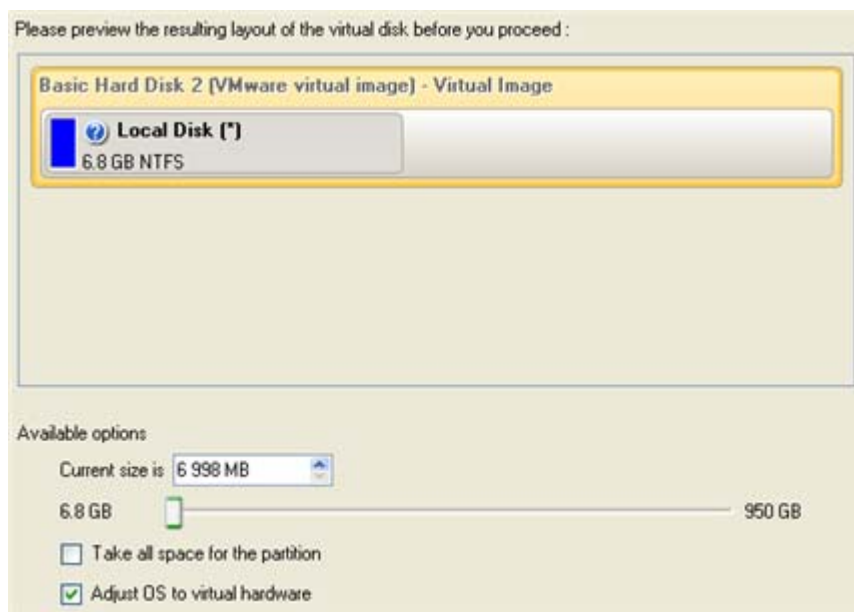 Please preview the resulting layout of the virtual disk before you proceed :
Basic Hard Disk 2 (VMware virtual image) - Virtual Image
Local Disk (*)
6.8 GB NTFS
Available options
Current size is 6 998 MB
6.8 GB 950 GB
Take all space for the partition
Adjust OS to virtual hardware